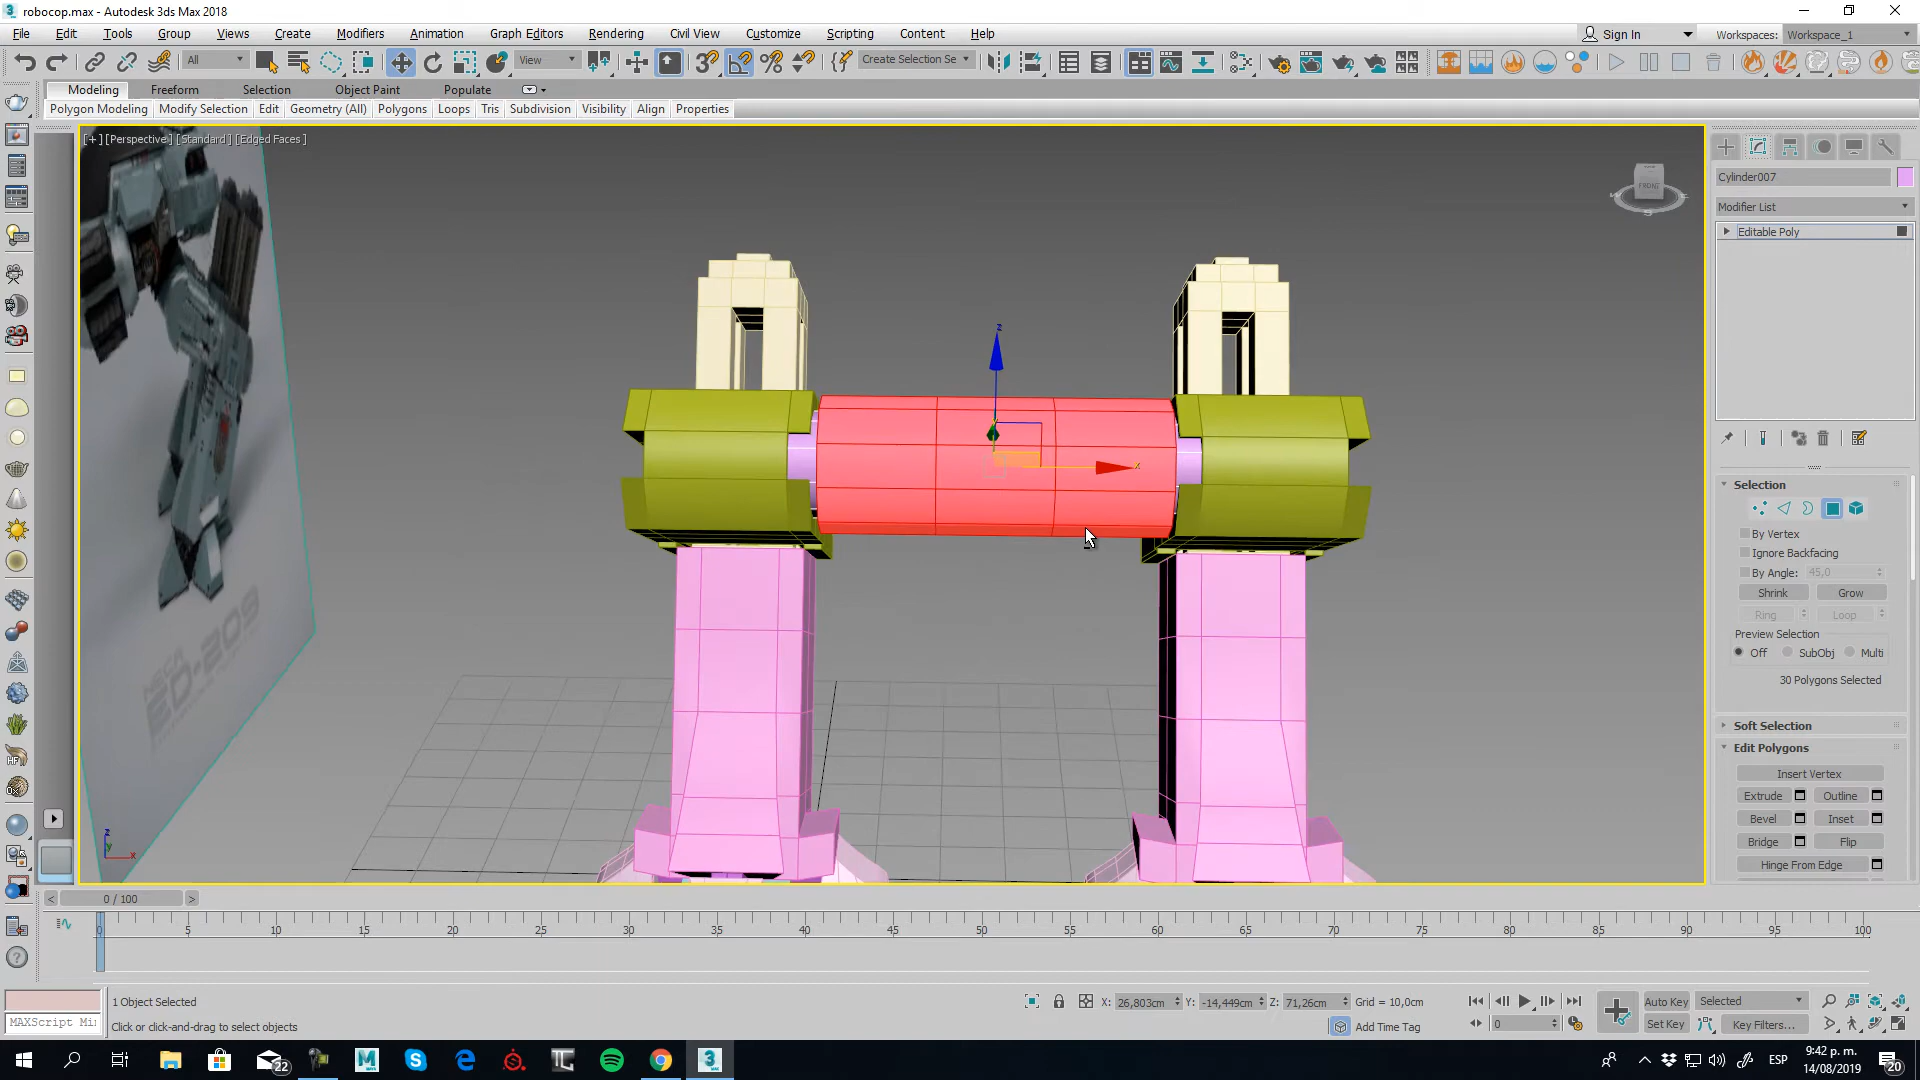 robocop.max - Autodesk 3ds Max 2018
File Edit Tools Group Views Create Modifiers Animation Graph Editors Rendering Civil View Customize Scripting Content Help
Sign In
Workspaces: Workspace_1
All
View
Create Selection Se
Modeling Freeform Selection Object Paint Populate
Polygon Modeling Modify Selection Edit Geometry (All) Polygons Loops Tris Subdivision Visibility Align Properties
[+] [Perspective] [Standard] [Edged Faces]
FRONT
Cylinder007
Modifier List
Editable Poly
Selection
By Vertex
Ignore Backfacing
By Angle: 45,0
Shrink Grow
Ring Loop
Preview Selection
Off SubObj Multi
30 Polygons Selected
Soft Selection
Edit Polygons
Insert Vertex
Extrude Outline
Bevel Inset
Bridge Flip
Hinge From Edge
ED-209
z
x
z
y
x
< 0 / 100 >
0 5 10 15 20 25 30 35 40 45 50 55 60 65 70 75 80 85 90 95 100
1 Object Selected
X: 26,803cm Y: -14,449cm Z: 71,26cm Grid = 10,0cm
Auto Key Selected
MAXScript Mi
Click or click-and-drag to select objects
Add Time Tag
0
Set Key Key Filters...
22
ESP
9:42 p. m.
14/08/2019
20